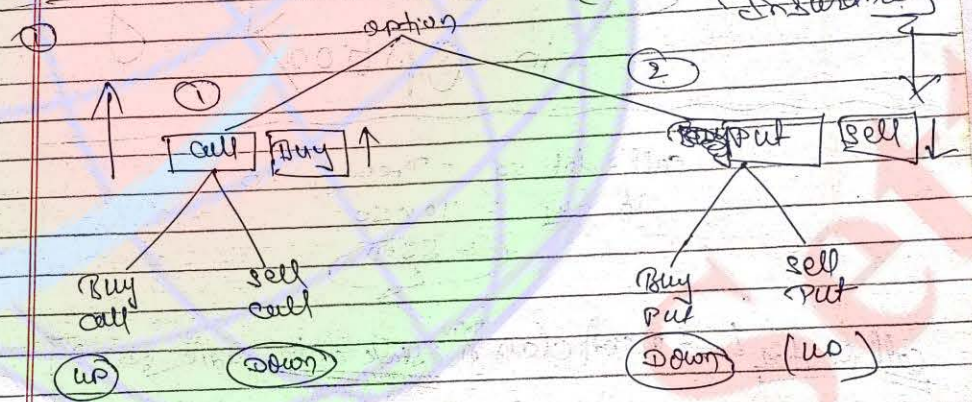 ①
option
① ②
Call Buy ↑ Put Sell ↓
Buy Call
Sell Call
Buy Put
Sell Put
UP Down Down (UP)